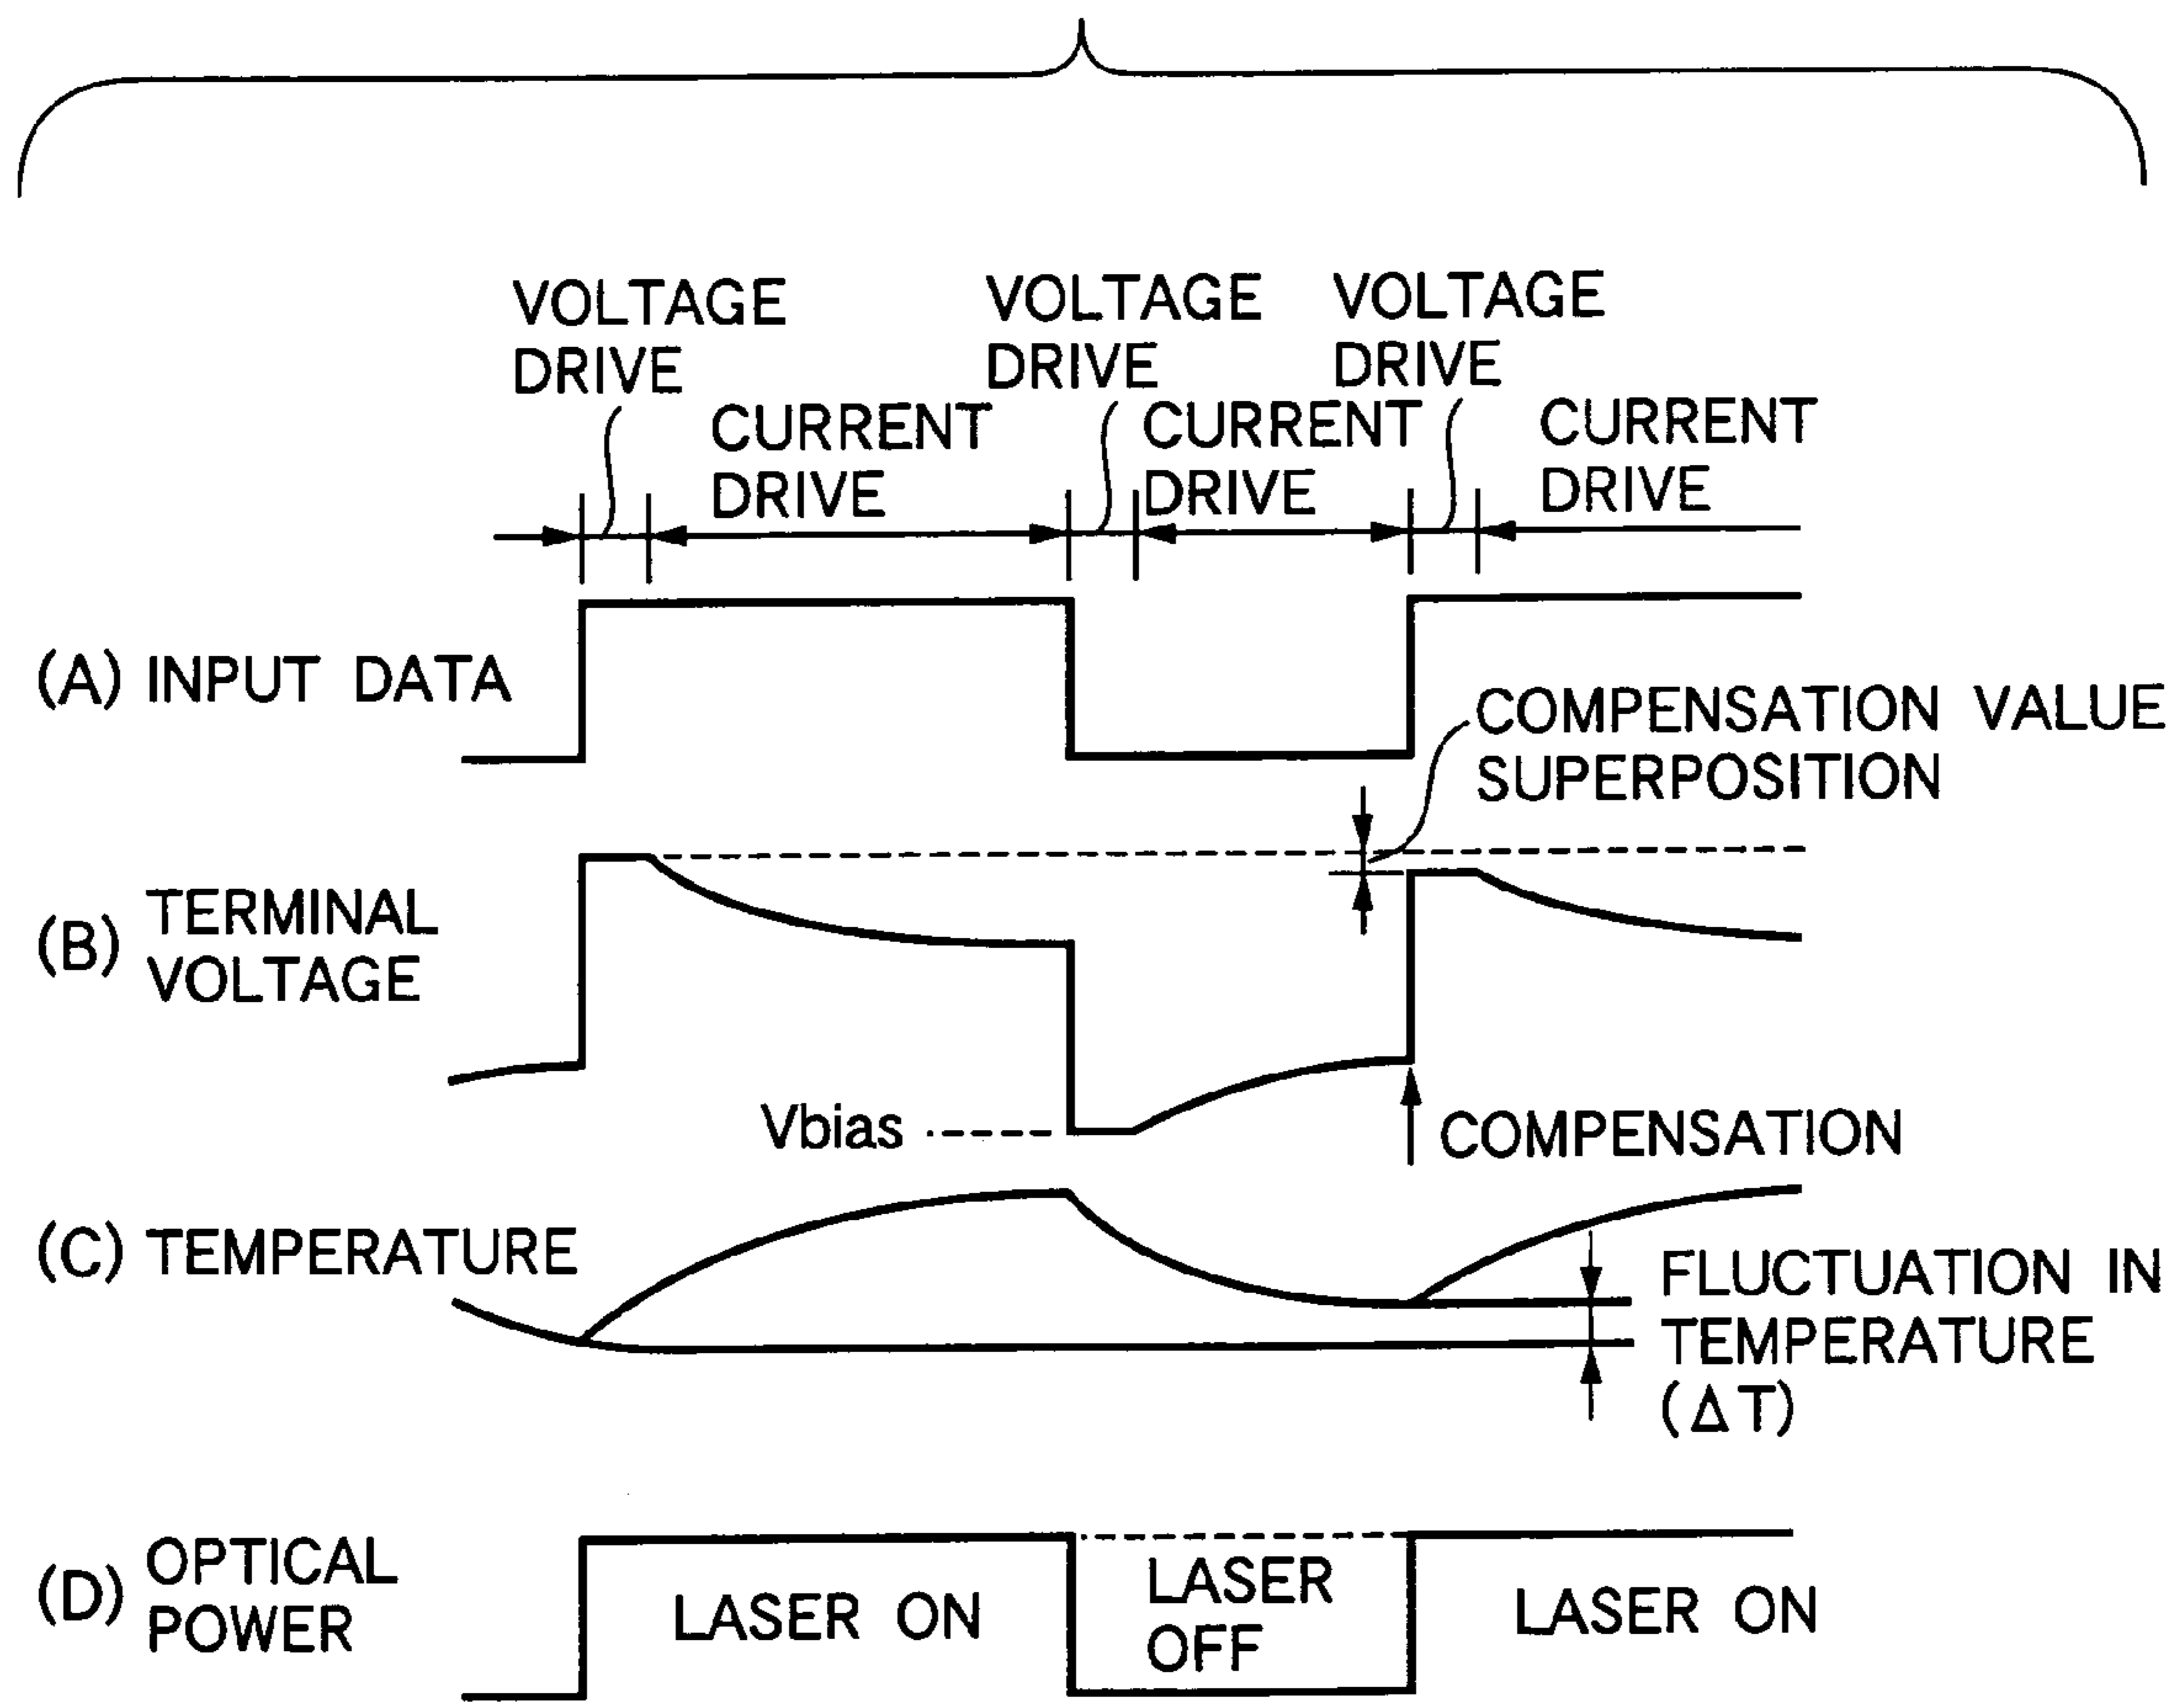 VOLTAGE
DRIVE
VOLTAGE
DRIVE
VOLTAGE
DRIVE
CURRENT
DRIVE
CURRENT
DRIVE
CURRENT
DRIVE
(A) INPUT DATA
COMPENSATION VALUE
SUPERPOSITION
(B) TERMINAL
VOLTAGE
Vbias
COMPENSATION
(C) TEMPERATURE
FLUCTUATION IN
TEMPERATURE
(ΔT)
(D) OPTICAL
POWER
LASER ON
LASER
OFF
LASER ON